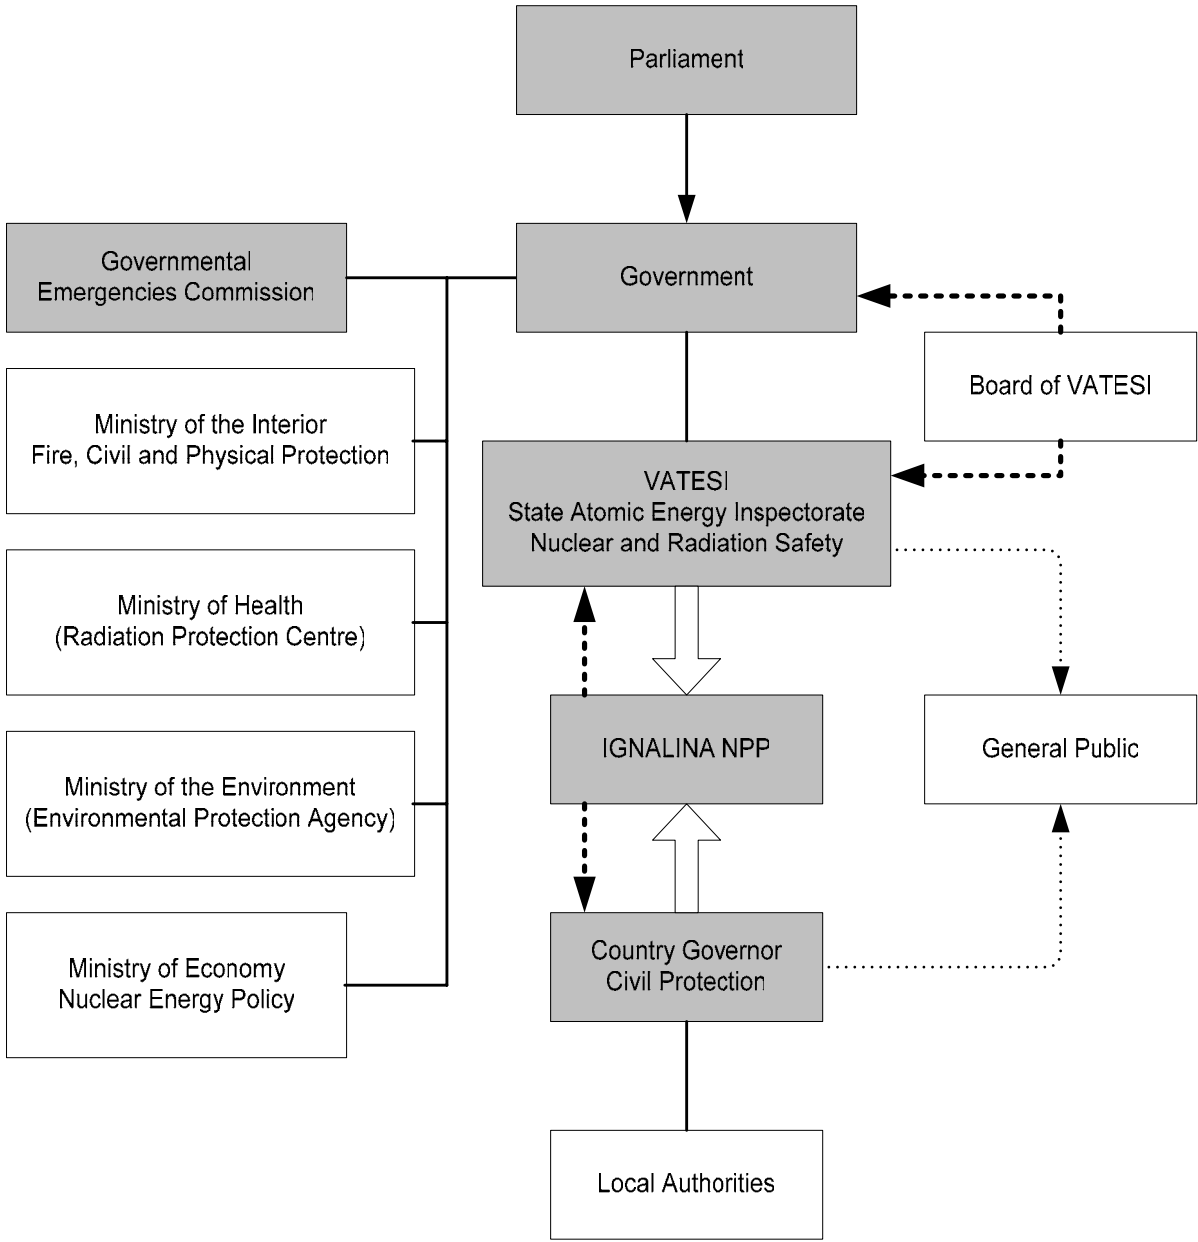 Parliament
Governmental
Emergencies Commission
Government
Ministry of the Interior
Fire, Civil and Physical Protection
Board of VATESI
VATESI
State Atomic Energy Inspectorate
Nuclear and Radiation Safety
Ministry of Health
(Radiation Protection Centre)
IGNALINA NPP
General Public
Ministry of the Environment
(Environmental Protection Agency)
Ministry of Economy
Nuclear Energy Policy
Country Governor
Civil Protection
Local Authorities